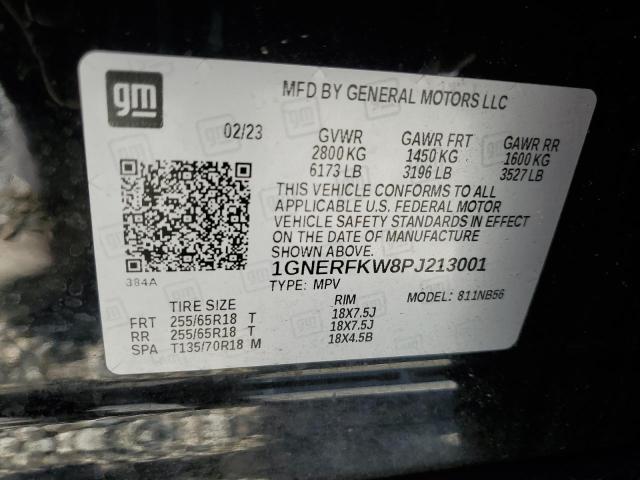 gm
MFD BY GENERAL MOTORS LLC
02/23 GVWR GAWR FRT GAWR RR
2800 KG 1450 KG 1600 KG
6173 LB 3196 LB 3527 LB
THIS VEHICLE CONFORMS TO ALL
APPLICABLE U.S. FEDERAL MOTOR
VEHICLE SAFETY STANDARDS IN EFFECT
ON THE DATE OF MANUFACTURE
SHOWN ABOVE.
1GNERFKW8PJ213001
384A TYPE: MPV MODEL: 811NB56
TIRE SIZE RIM
FRT 255/65R18 T 18X7.5J
RR 255/65R18 T 18X7.5J
SPA T135/70R18 M 18X4.5B